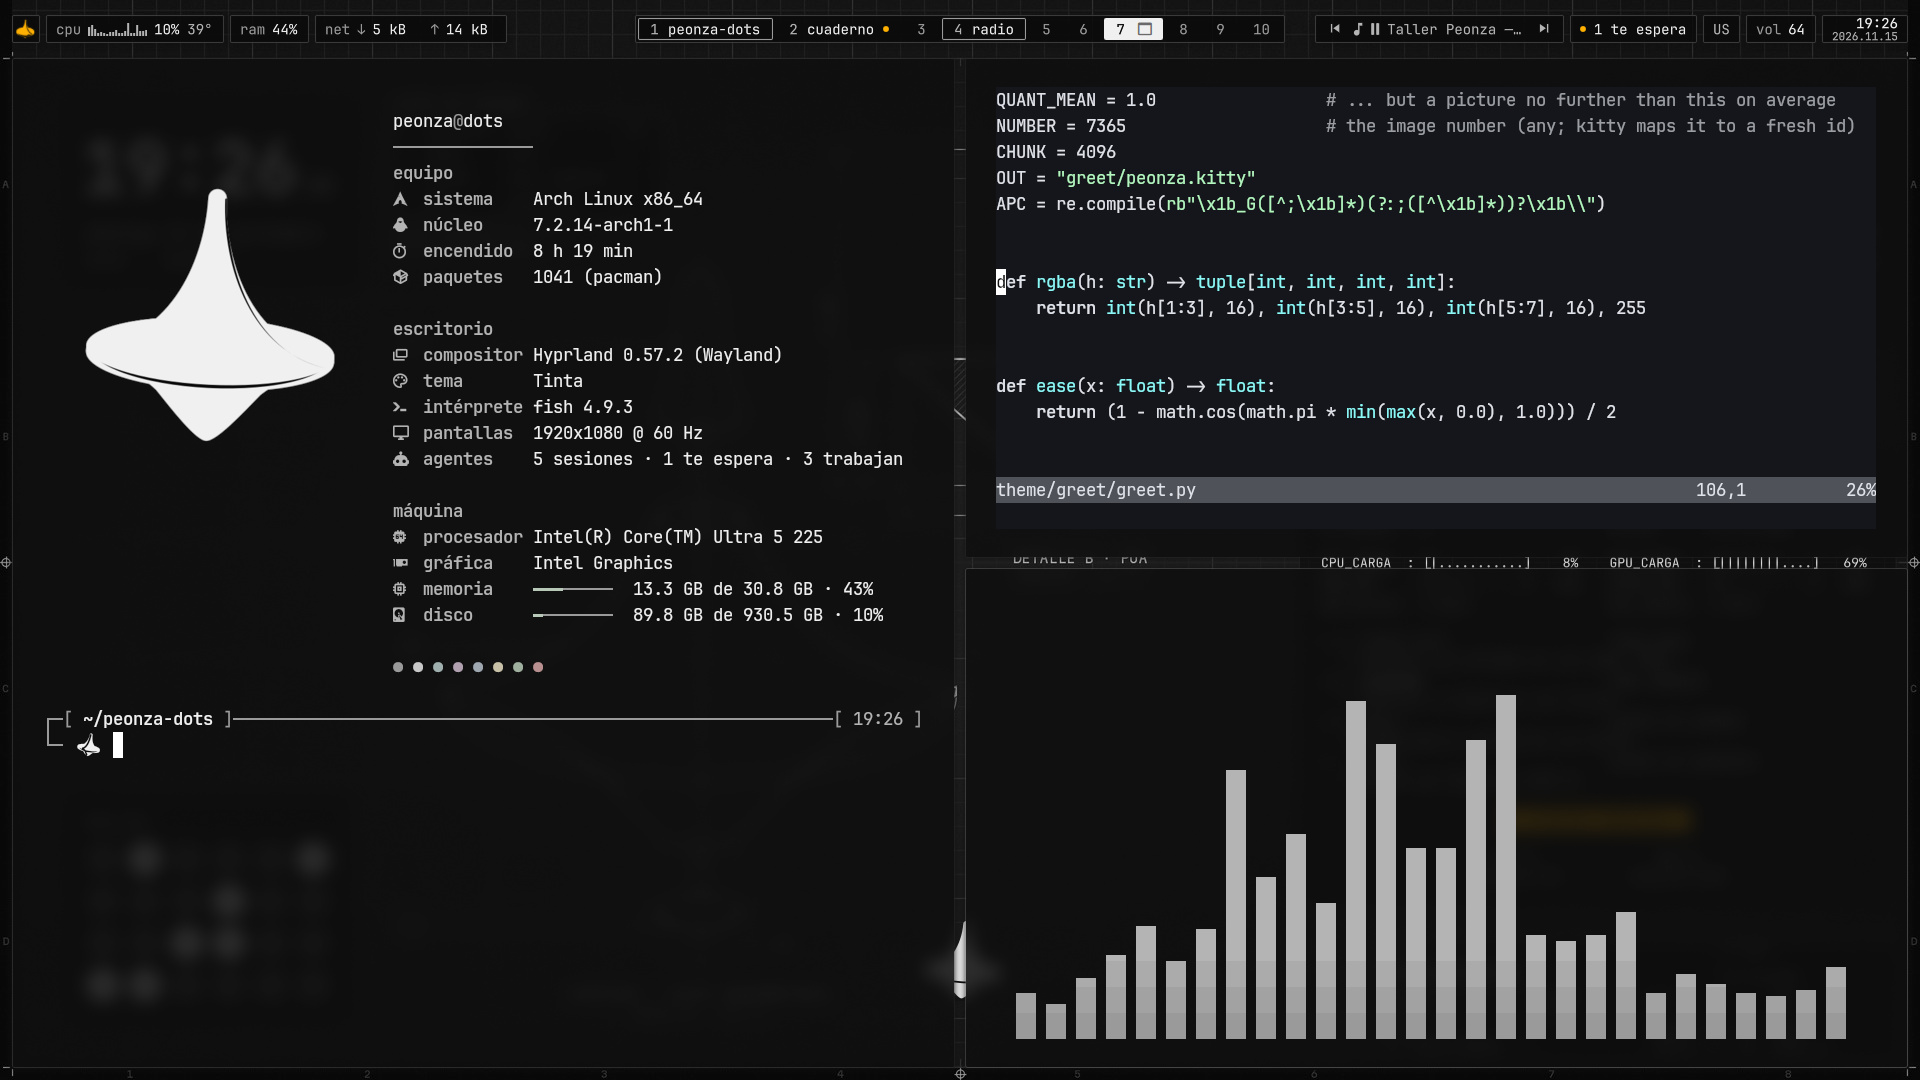 cpu 10% 39°
ram 44%
net ↓ 5 kB ↑ 14 kB
1 peonza-dots
2 cuaderno
3
4 radio
5
6
7
8
9
10
Taller Peonza —…
1 te espera
US
vol 64
19:26
2026.11.15
peonza@dots
equipo
sistema Arch Linux x86_64
núcleo 7.2.14-arch1-1
encendido 8 h 19 min
paquetes 1041 (pacman)
escritorio
compositor Hyprland 0.57.2 (Wayland)
tema Tinta
intérprete fish 4.9.3
pantallas 1920x1080 @ 60 Hz
agentes 5 sesiones · 1 te espera · 3 trabajan
máquina
procesador Intel(R) Core(TM) Ultra 5 225
gráfica Intel Graphics
memoria 13.3 GB de 30.8 GB · 43%
disco 89.8 GB de 930.5 GB · 10%
[ ~/peonza-dots ] [ 19:26 ]
QUANT_MEAN = 1.0 # ... but a picture no further than this on average
NUMBER = 7365 # the image number (any; kitty maps it to a fresh id)
CHUNK = 4096
OUT = "greet/peonza.kitty"
APC = re.compile(rb"\x1b_G([^;\x1b]*)(?:;([^\x1b]*))?\x1b\\")
def rgba(h: str) -> tuple[int, int, int, int]:
return int(h[1:3], 16), int(h[3:5], 16), int(h[5:7], 16), 255
def ease(x: float) -> float:
return (1 - math.cos(math.pi * min(max(x, 0.0), 1.0))) / 2
theme/greet/greet.py 106,1 26%
DETALLE B · PÚA
CPU_CARGA : [|...........] 8% GPU_CARGA : [||||||||....] 69%
A
B
C
D
A
B
C
D
1
2
3
4
5
6
7
8